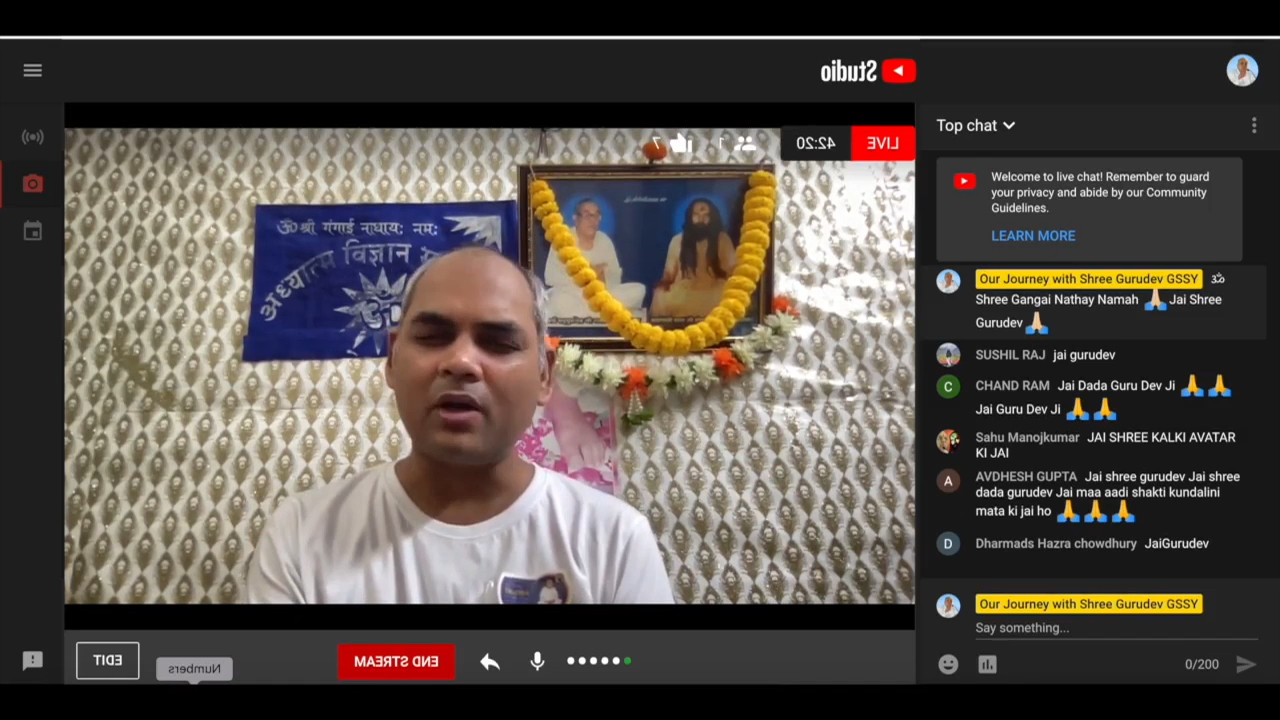 Studio
LIVE
42:20
1
7
ॐ श्री गंगाई नाथाय: नम:
अध्यात्म विज्ञान
EDIT
Numbers
END STREAM
Top chat
Welcome to live chat! Remember to guard
your privacy and abide by our Community
Guidelines.
LEARN MORE
Our Journey with Shree Gurudev GSSY ॐ
Shree Gangai Nathay Namah 🙏🏻 Jai Shree
Gurudev 🙏🏻
SUSHIL RAJ jai gurudev
C CHAND RAM Jai Dada Guru Dev Ji 🙏 🙏
Jai Guru Dev Ji 🙏 🙏
Sahu Manojkumar JAI SHREE KALKI AVATAR
KI JAI
A AVDHESH GUPTA Jai shree gurudev Jai shree
dada gurudev Jai maa aadi shakti kundalini
mata ki jai ho 🙏 🙏 🙏
D Dharmads Hazra chowdhury JaiGurudev
Our Journey with Shree Gurudev GSSY
Say something...
0/200